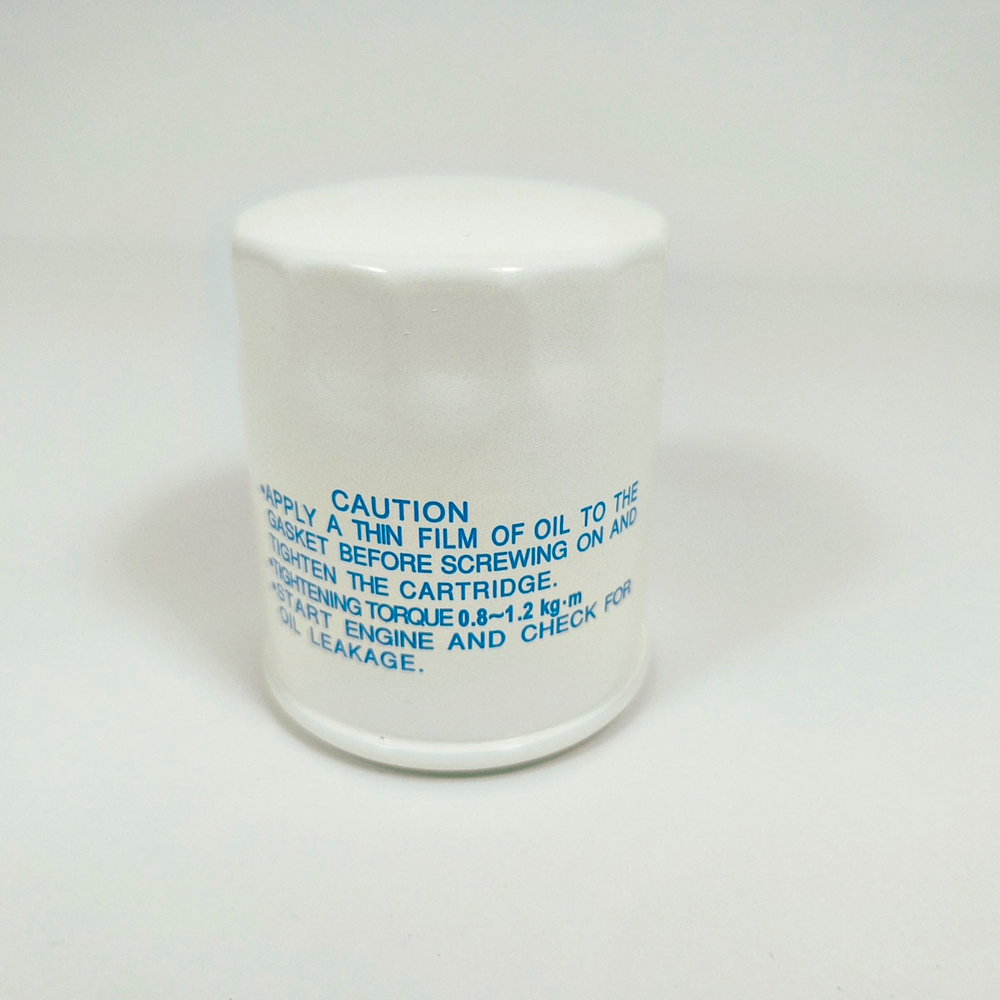 CAUTION
•APPLY A THIN FILM OF OIL TO THE
GASKET BEFORE SCREWING ON AND
TIGHTEN THE CARTRIDGE.
•TIGHTENING TORQUE 0.8~1.2 kg·m
•START ENGINE AND CHECK FOR
OIL LEAKAGE.